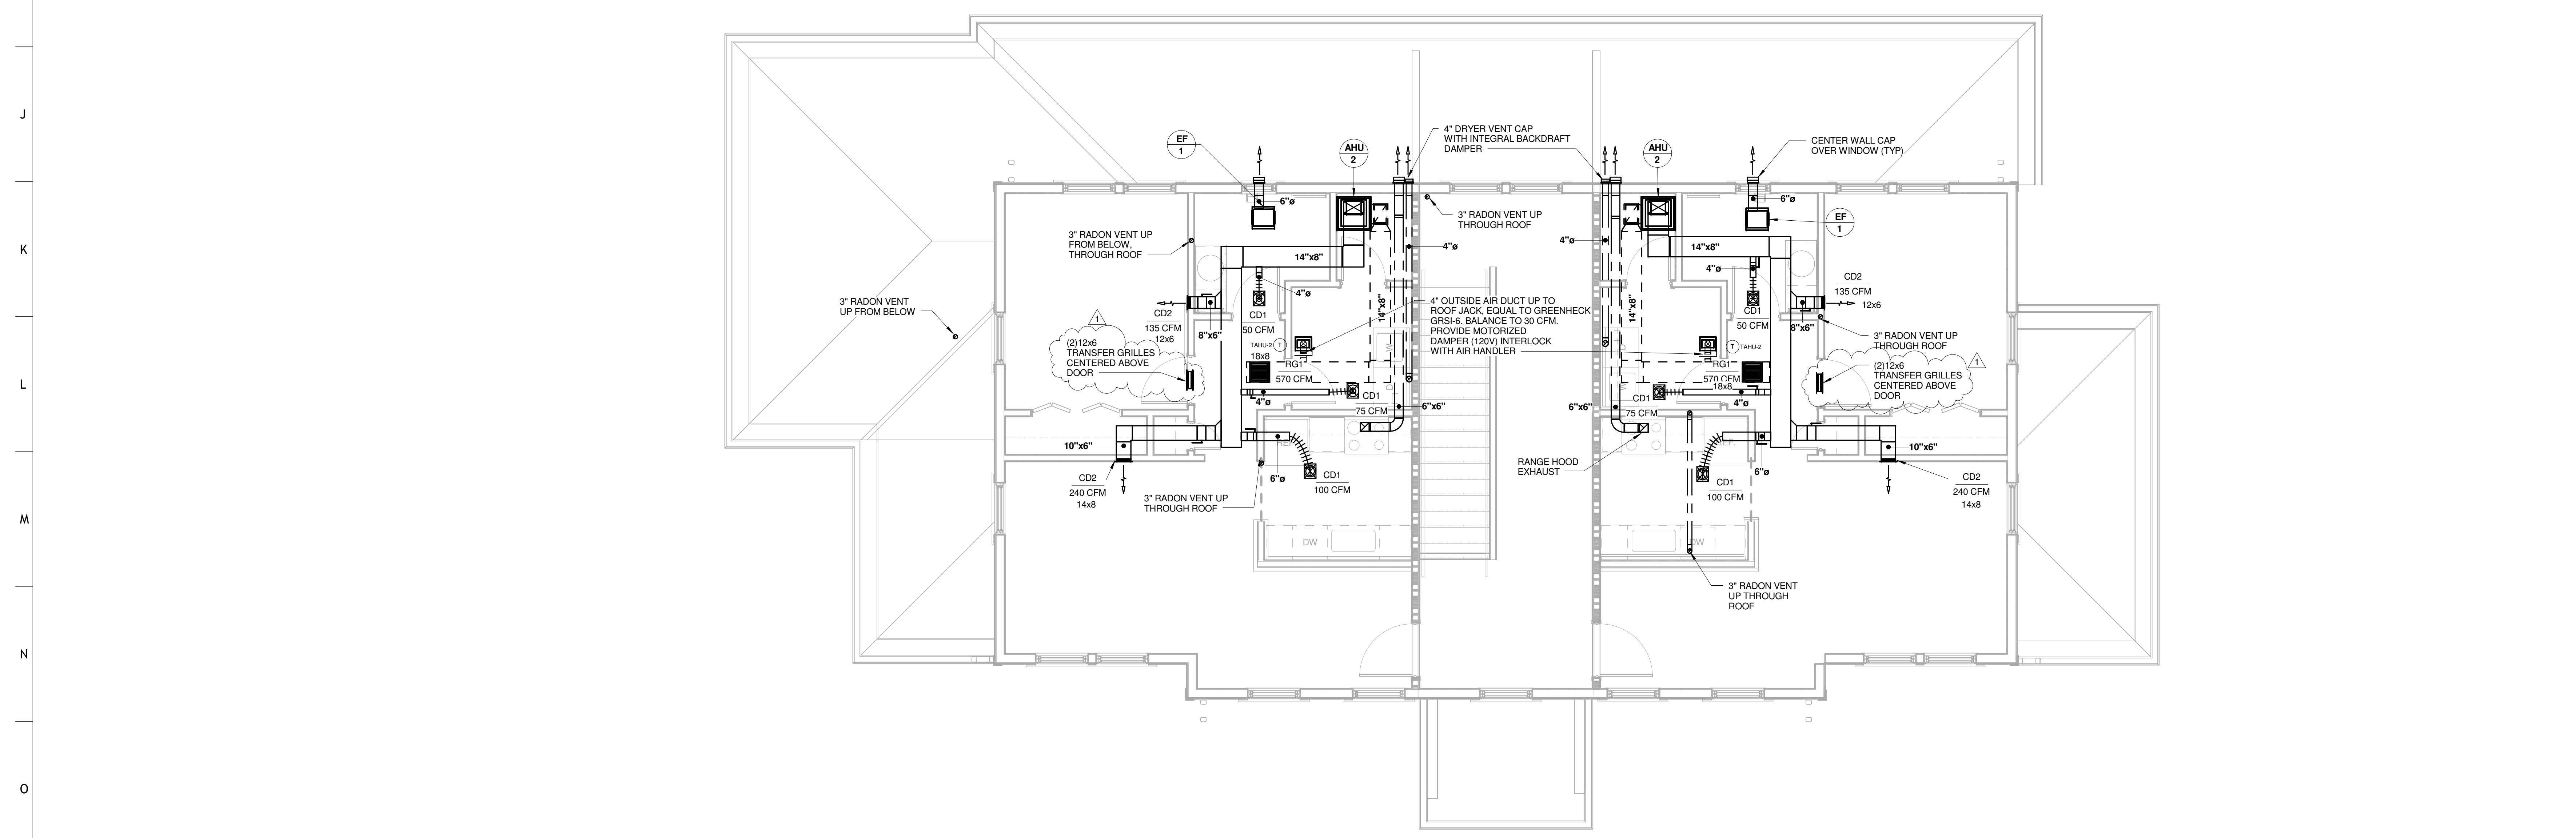 J
K
L
M
N
O
EF
1
AHU
2
4" DRYER VENT CAP
WITH INTEGRAL BACKDRAFT
DAMPER
AHU
2
CENTER WALL CAP
OVER WINDOW (TYP)
6"ø
3" RADON VENT UP
THROUGH ROOF
6"ø
EF
1
3" RADON VENT UP
FROM BELOW,
THROUGH ROOF
14"x8"
4"ø
4"ø
14"x8"
4"ø
4"ø
3" RADON VENT
UP FROM BELOW
CD2
135 CFM
12x6
8"x6"
CD1
50 CFM
TAHU-2
T
18x8
RG1
570 CFM
14"x8"
4" OUTSIDE AIR DUCT UP TO
ROOF JACK, EQUAL TO GREENHECK
GRSI-6. BALANCE TO 30 CFM.
PROVIDE MOTORIZED
DAMPER (120V) INTERLOCK
WITH AIR HANDLER
14"x8"
CD1
50 CFM
T
TAHU-2
RG1
570 CFM
18x8
CD2
135 CFM
12x6
8"x6"
3" RADON VENT UP
THROUGH ROOF
1
(2)12x6
TRANSFER GRILLES
CENTERED ABOVE
DOOR
1
(2)12x6
TRANSFER GRILLES
CENTERED ABOVE
DOOR
4"ø
CD1
75 CFM
6"x6"
6"x6"
CD1
75 CFM
4"ø
10"x6"
CD2
240 CFM
14x8
3" RADON VENT UP
THROUGH ROOF
6"ø
CD1
100 CFM
RANGE HOOD
EXHAUST
CD1
100 CFM
6"ø
10"x6"
CD2
240 CFM
14x8
DW
DW
3" RADON VENT
UP THROUGH
ROOF